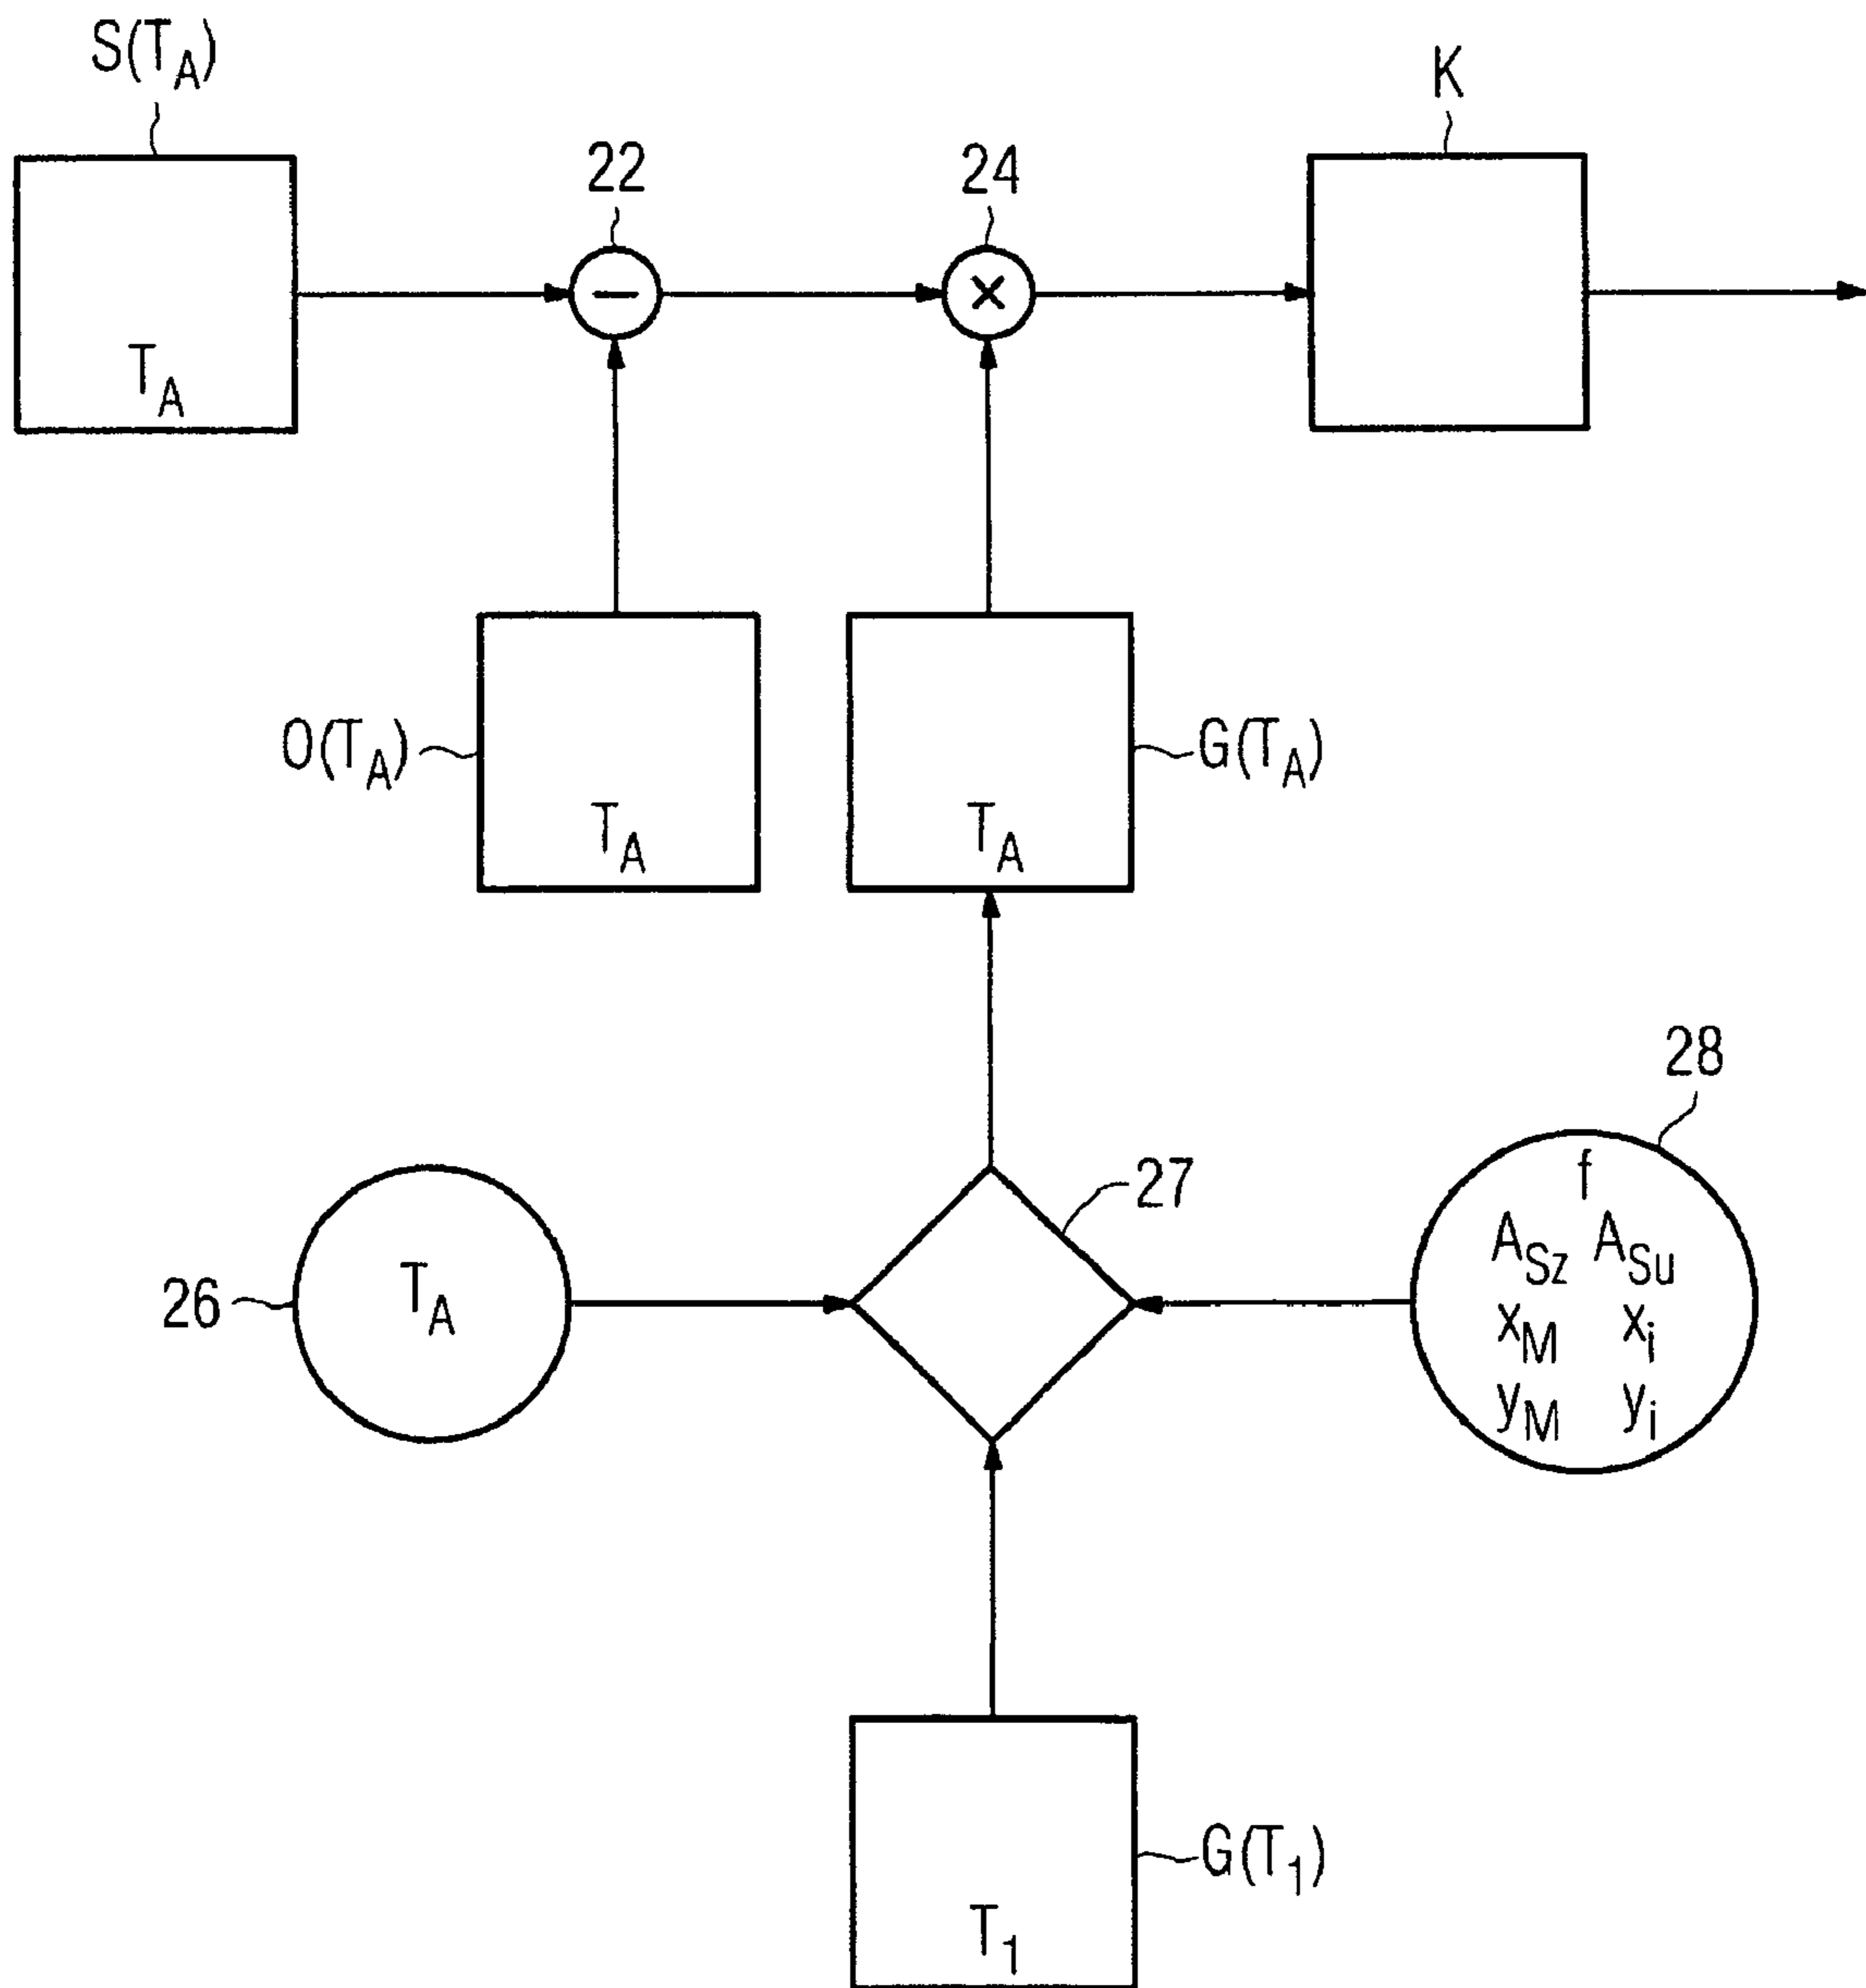 S(T_A)
K
22
24
T_A
O(T_A)
G(T_A)
T_A
T_A
28
f
27
A_Sz A_Su
26
T_A
x_M x_i
y_M y_i
G(T_1)
T_1